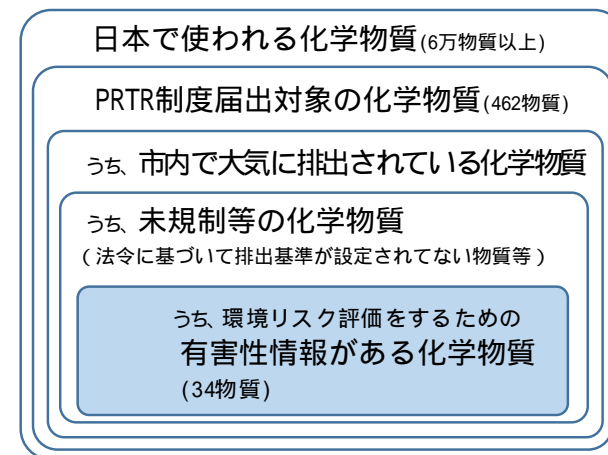 日本で使われる化学物質(6万物質以上)
PRTR制度届出対象の化学物質(462物質)
うち、市内で大気に排出されている化学物質
うち、未規制等の化学物質
(法令に基づいて排出基準が設定されてない物質等)
うち、環境リスク評価をするための
有害性情報がある化学物質
(34物質)